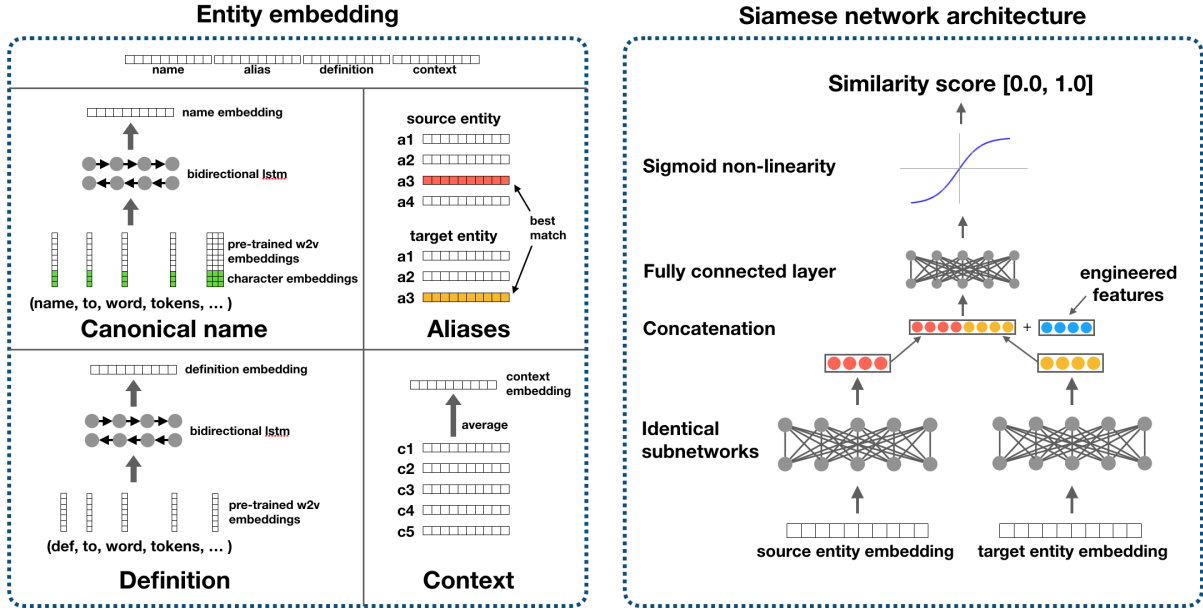 Entity embedding
name alias definition context
name embedding
bidirectional lstm
pre-trained w2v
embeddings
character embeddings
(name, to, word, tokens, ... )
Canonical name
source entity
a1
a2
a3
a4
best
match
target entity
a1
a2
a3
Aliases
definition embedding
bidirectional lstm
pre-trained w2v
embeddings
(def, to, word, tokens, ... )
Definition
context
embedding
average
c1
c2
c3
c4
c5
Context
Siamese network architecture
Similarity score [0.0, 1.0]
Sigmoid non-linearity
Fully connected layer
engineered
features
Concatenation
+
Identical
subnetworks
source entity embedding
target entity embedding